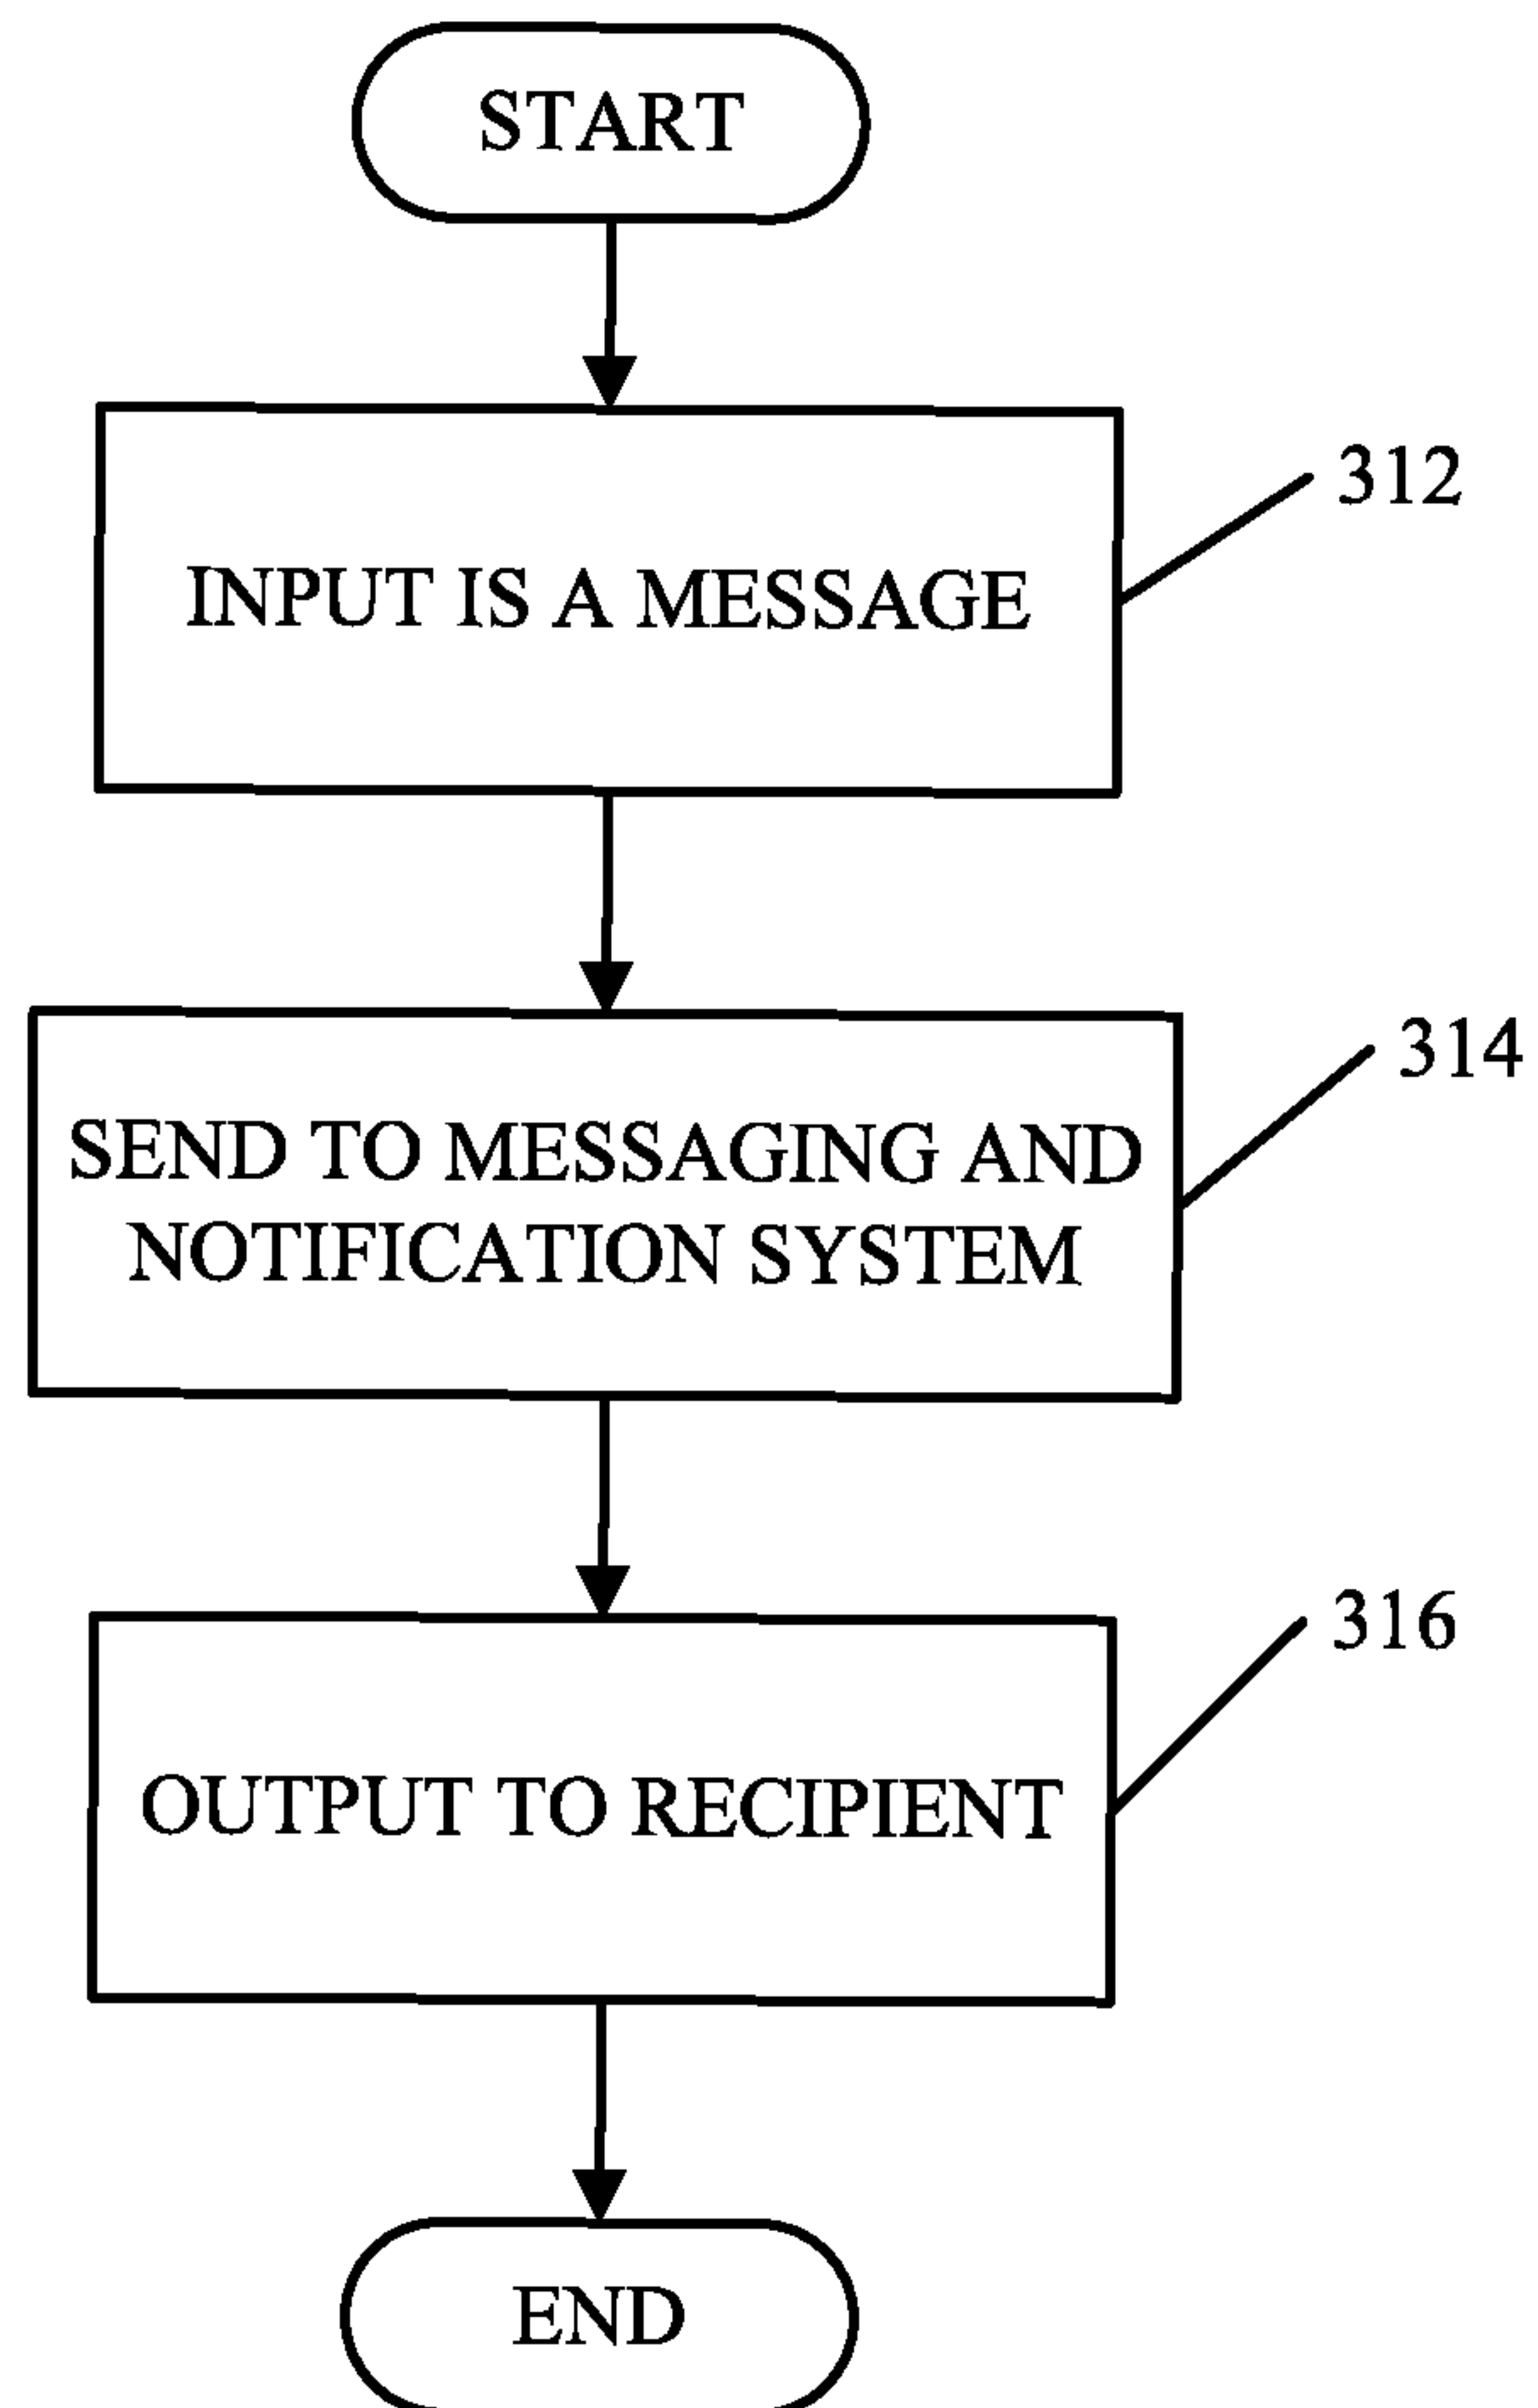 START
INPUT IS A MESSAGE
312
SEND TO MESSAGING AND
NOTIFICATION SYSTEM
314
OUTPUT TO RECIPIENT
316
END